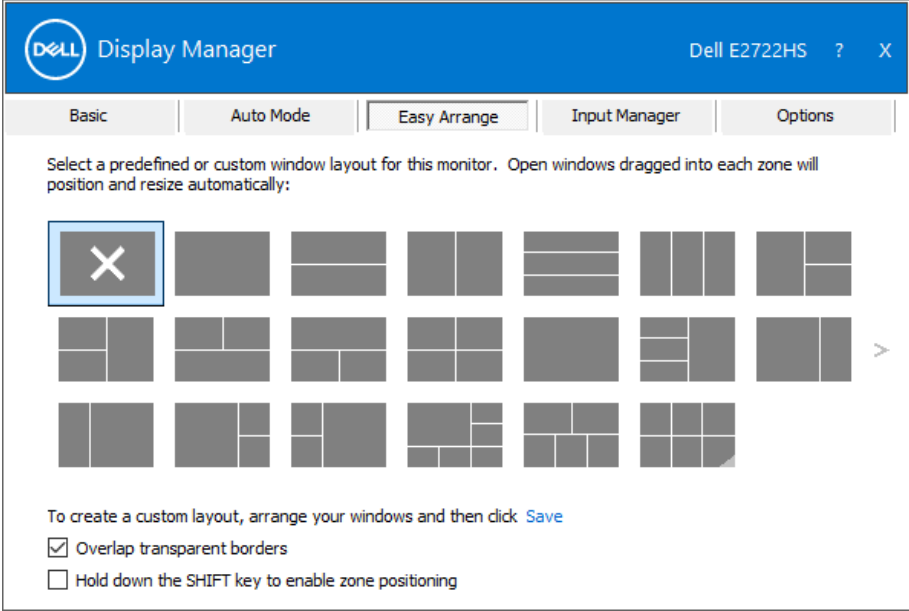 DELL Display Manager Dell E2722HS ? X
Basic Auto Mode Easy Arrange Input Manager Options
Select a predefined or custom window layout for this monitor. Open windows dragged into each zone will
position and resize automatically:
>
To create a custom layout, arrange your windows and then click Save
Overlap transparent borders
Hold down the SHIFT key to enable zone positioning